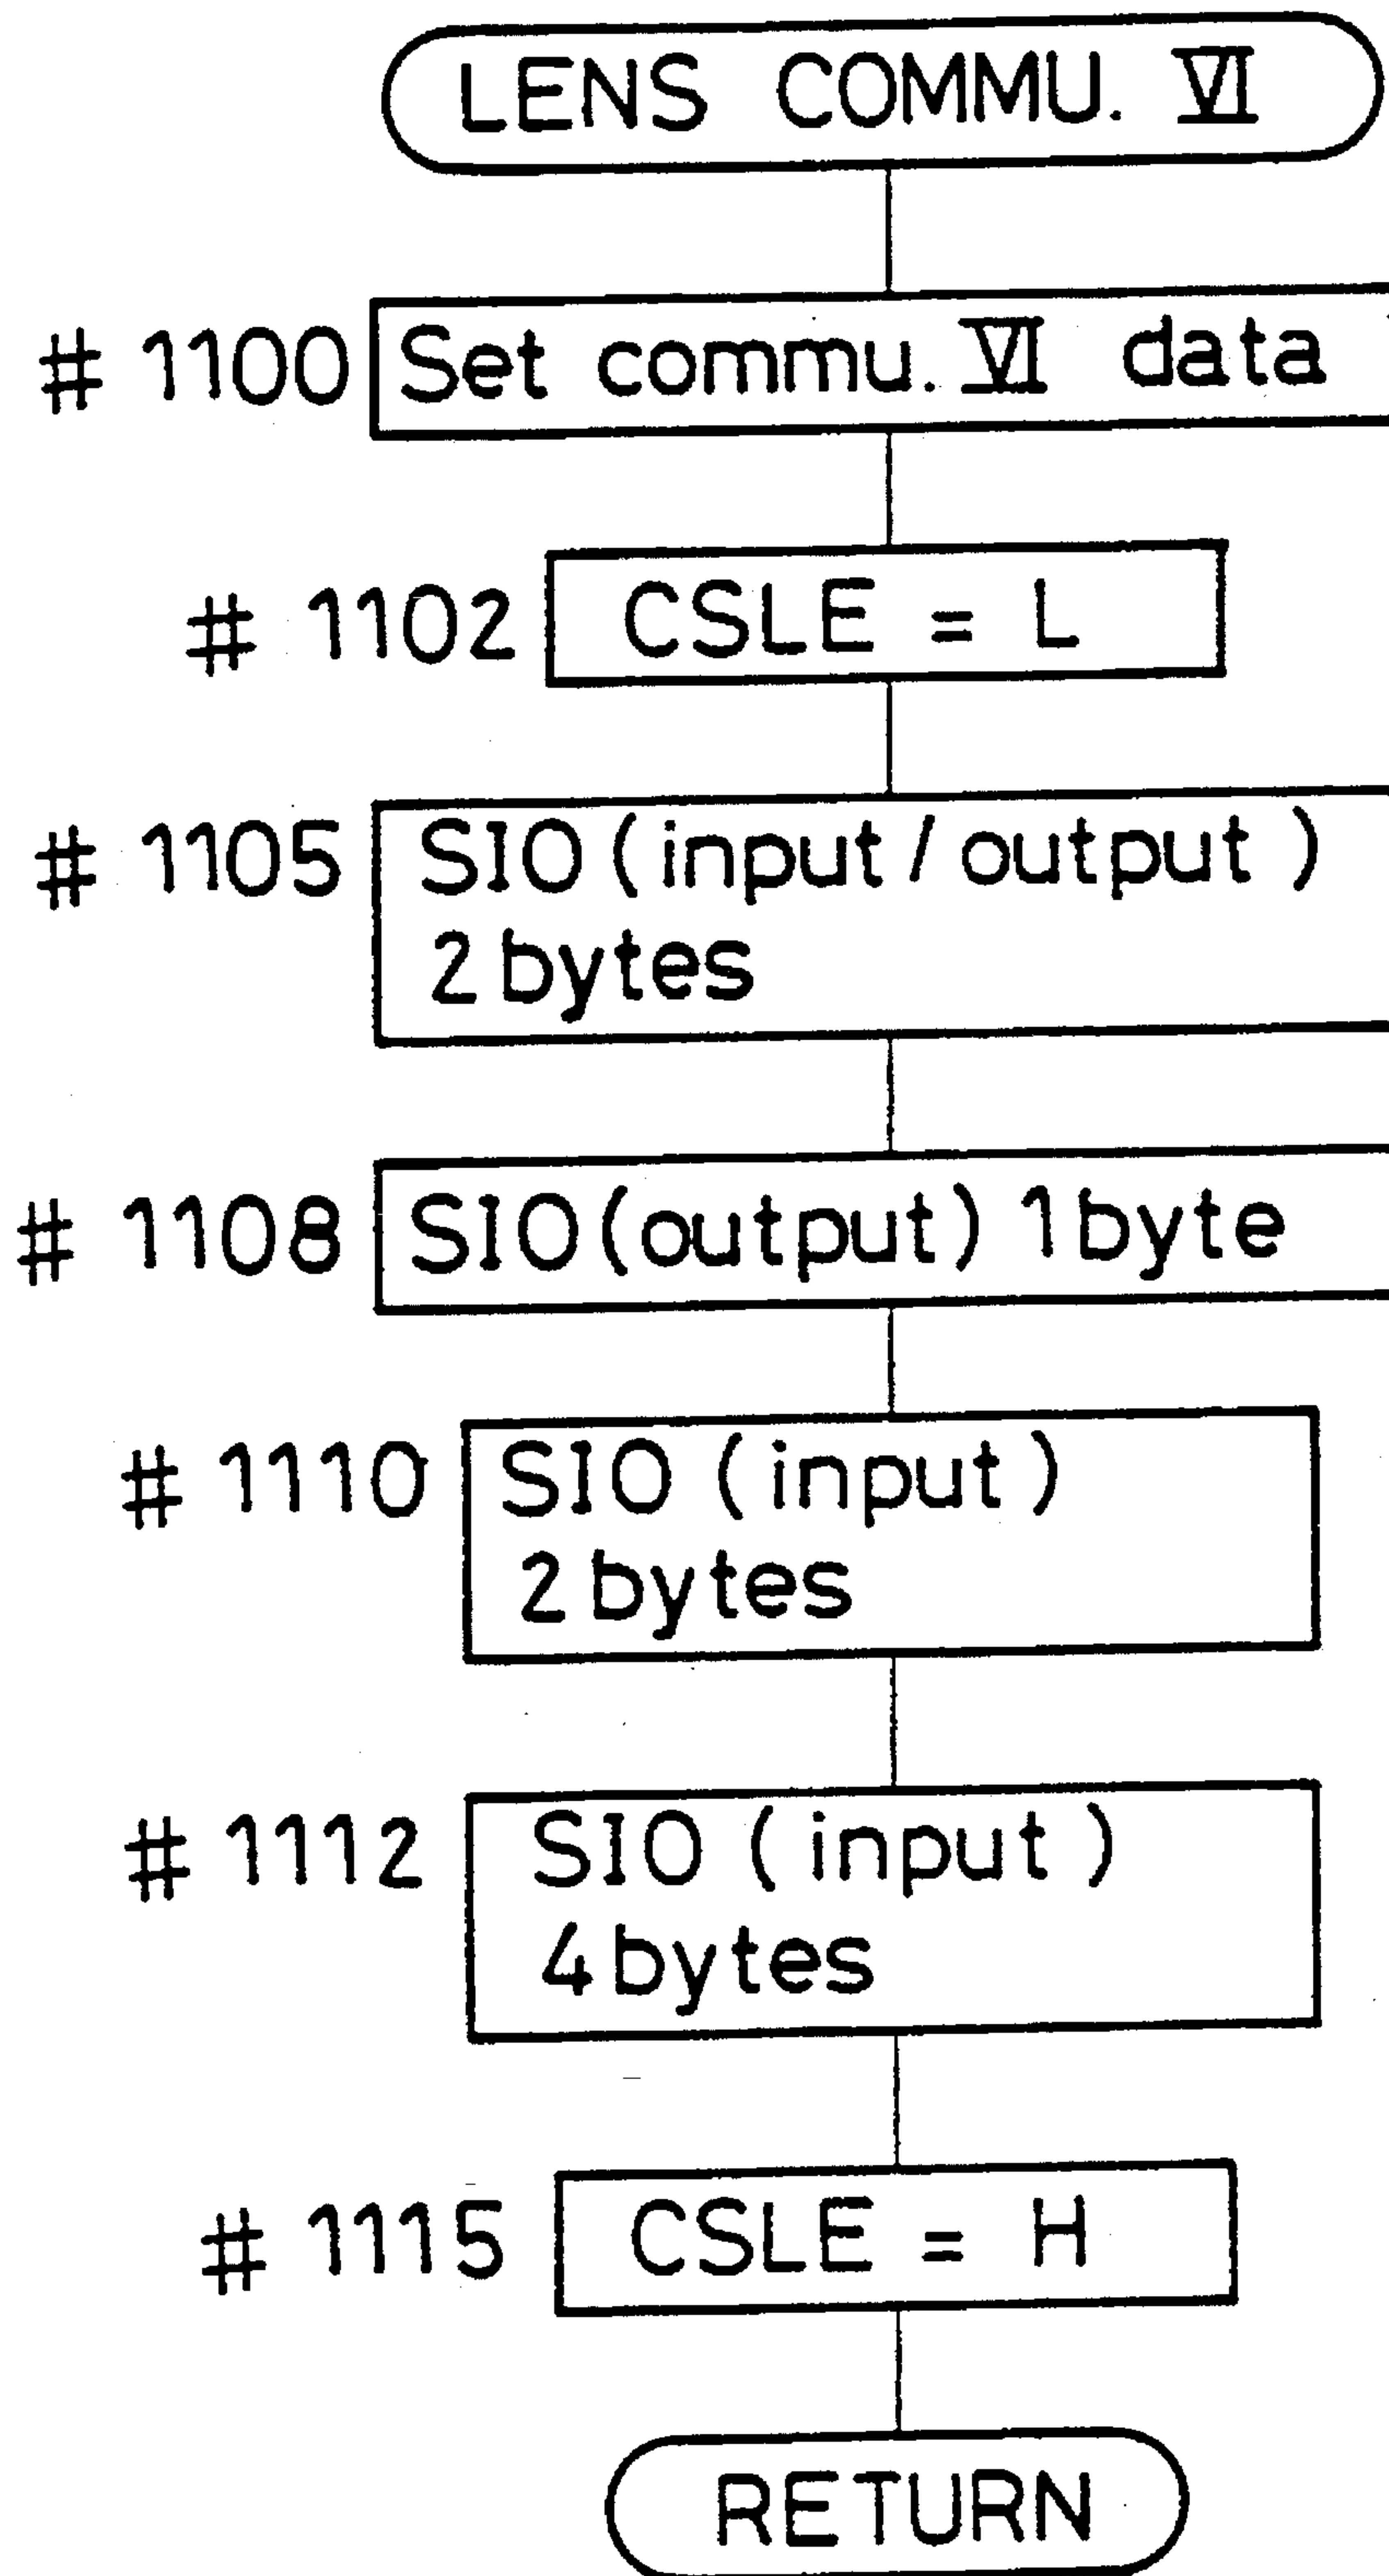 LENS COMMU. VI
# 1100 Set commu. VI data
# 1102 CSLE = L
# 1105 SIO (input / output)
2 bytes
# 1108 SIO (output) 1 byte
# 1110 SIO (input)
2 bytes
# 1112 SIO (input)
4 bytes
# 1115 CSLE = H
RETURN